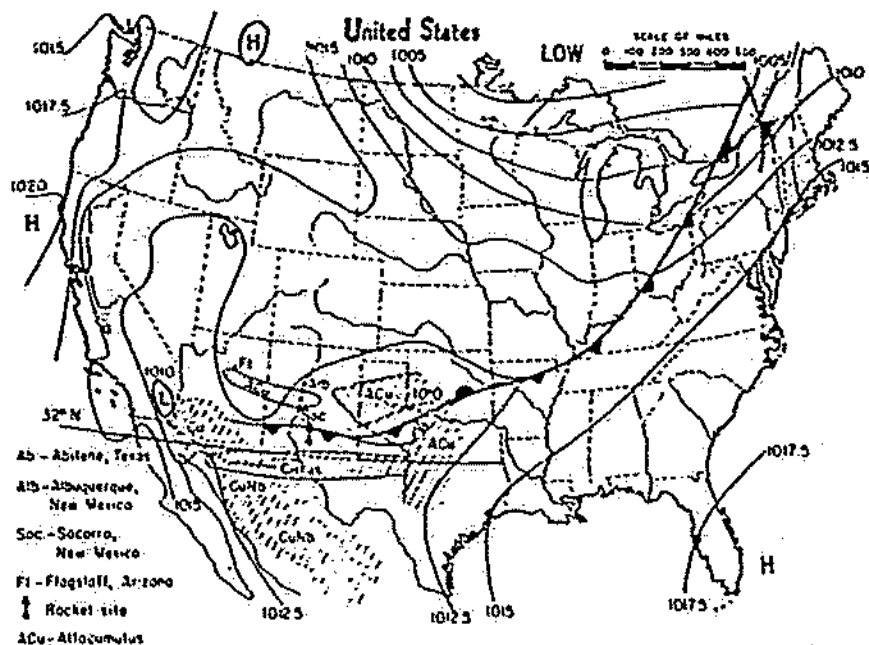 United States
SCALE OF MILES
LOW
1015
H
1015
1010
1005
1005
1010
1017.5
1012.5
1015
1020
H
1010
L
Ft
Alb
Soc
ACu
1010
32° N
Cu
ACu
Cirrus
CuNb
CuNb
Ab - Abilene, Texas
Alb - Albuquerque,
New Mexico
Soc. - Socorro,
New Mexico
Ft - Flagstaff, Arizona
Rocket site
ACu - Altocumulus
1015
1012.5
1012.5
1015
1017.5
1017.5
H